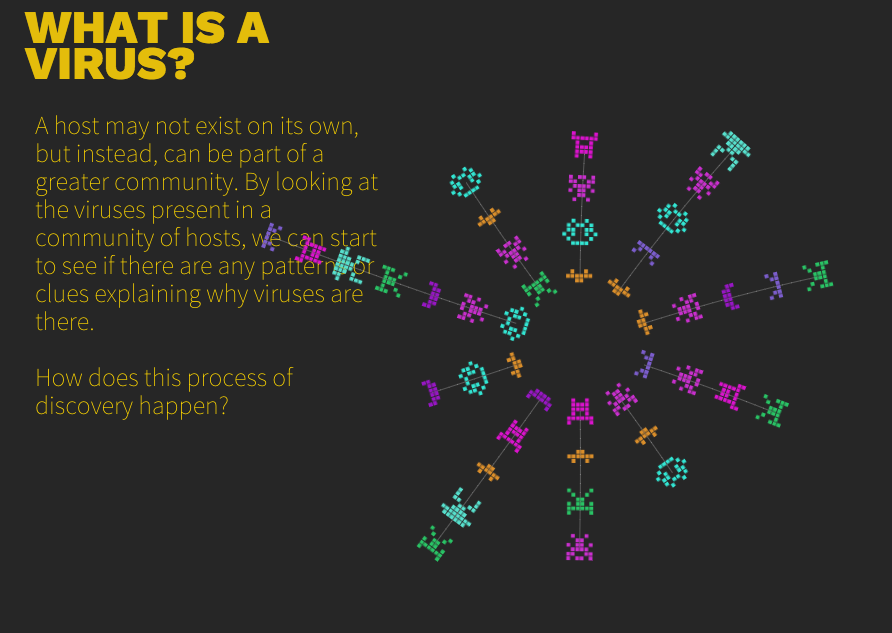 WHAT IS A
VIRUS?
A host may not exist on its own,
but instead, can be part of a
greater community. By looking at
the viruses present in a
community of hosts, we can start
to see if there are any patterns or
clues explaining why viruses are
there.
How does this process of
discovery happen?